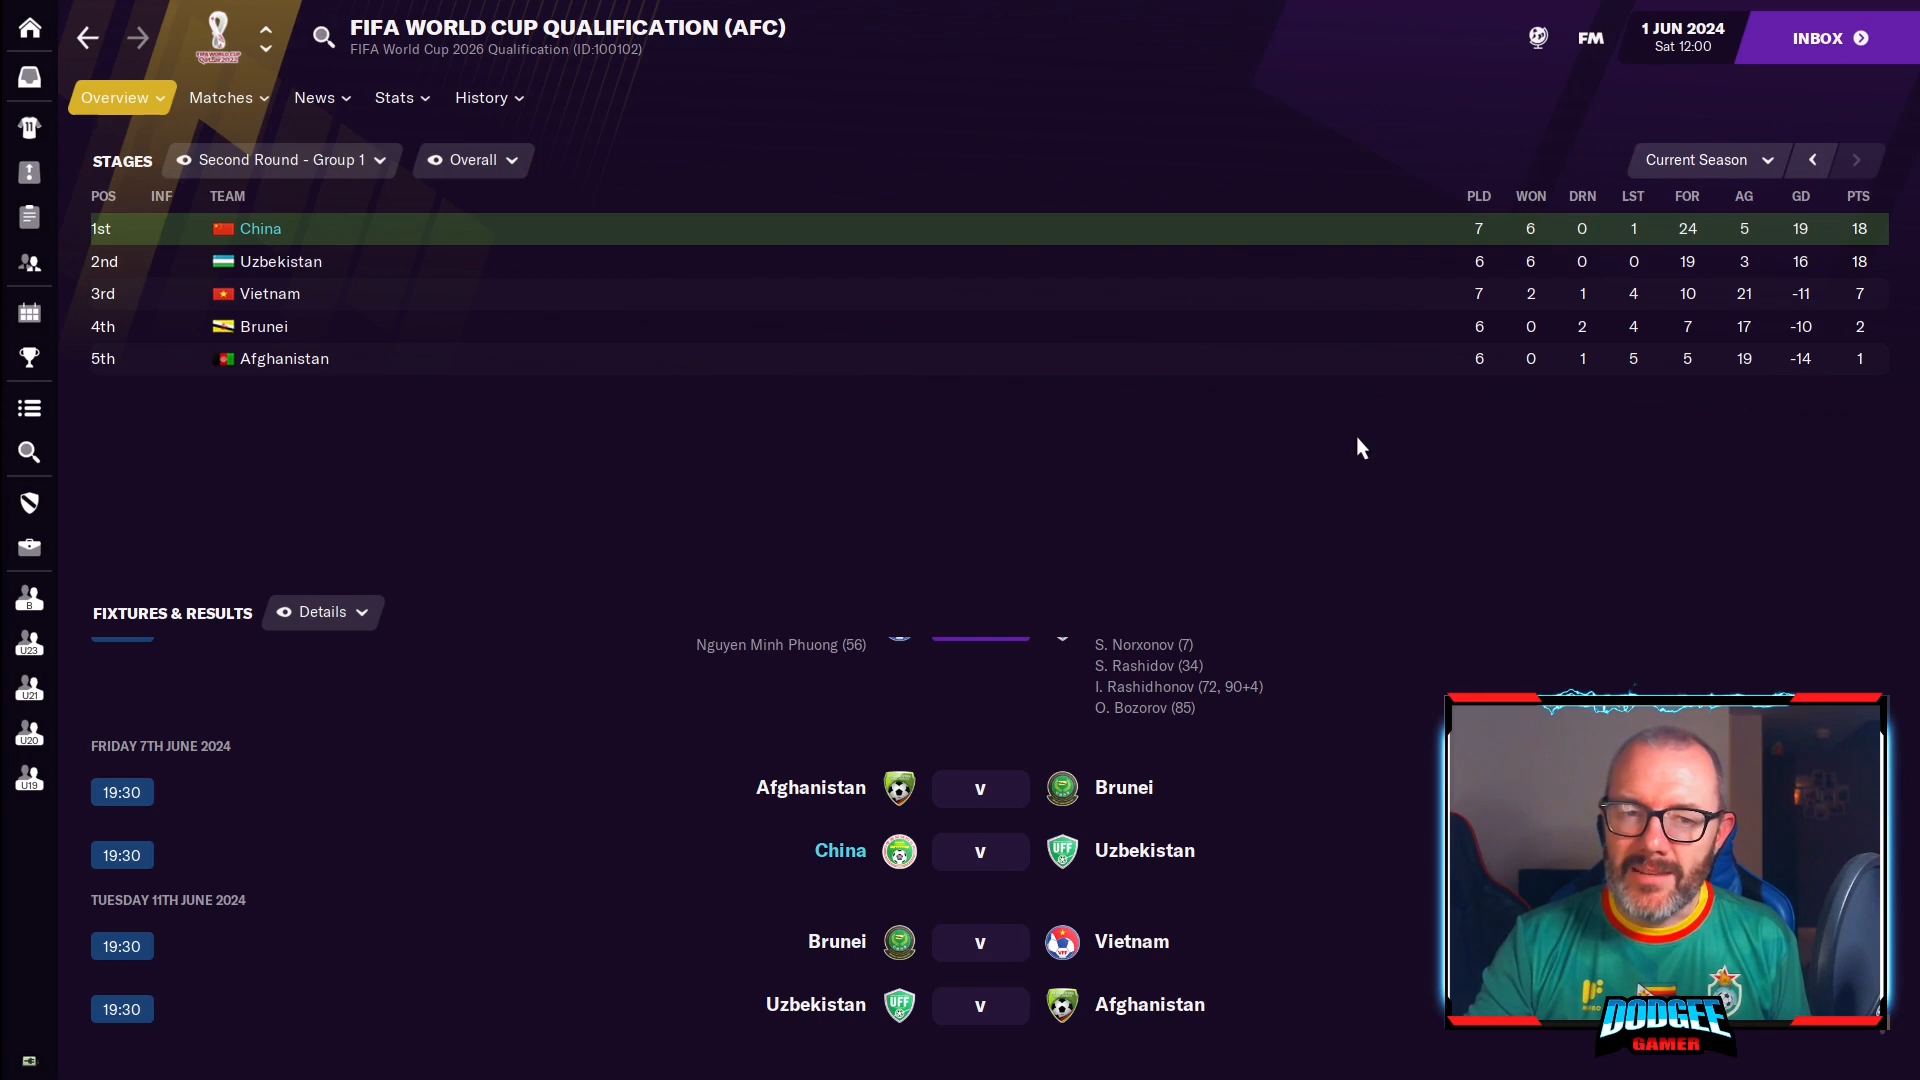 FIFA WORLD CUP QUALIFICATION (AFC)
FIFA World Cup 2026 Qualification (ID:100102)
FM
1 JUN 2024
Sat 12:00
INBOX
Overview
Matches
News
Stats
History
STAGES
Second Round - Group 1
Overall
Current Season
POS INF TEAM PLD WON DRN LST FOR AG GD PTS
1st China 7 6 0 1 24 5 19 18
2nd Uzbekistan 6 6 0 0 19 3 16 18
3rd Vietnam 7 2 1 4 10 21 -11 7
4th Brunei 6 0 2 4 7 17 -10 2
5th Afghanistan 6 0 1 5 5 19 -14 1
FIXTURES & RESULTS
Details
Nguyen Minh Phuong (56)
S. Norxonov (7)
S. Rashidov (34)
I. Rashidhonov (72, 90+4)
O. Bozorov (85)
FRIDAY 7TH JUNE 2024
19:30 Afghanistan v Brunei
19:30 China v Uzbekistan
TUESDAY 11TH JUNE 2024
19:30 Brunei v Vietnam
19:30 Uzbekistan v Afghanistan
11
B
U23
U21
U20
U19
UFF
UFF
DODGEE
GAMER